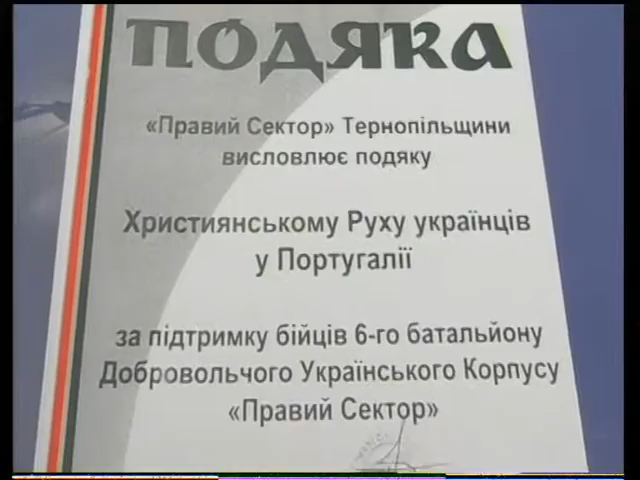 ПОДЯКА
«Правий Сектор» Тернопільщини
висловлює подяку
Християнському Руху українців
у Португалії
за підтримку бійців 6-го батальйону
Добровольчого Українського Корпусу
«Правий Сектор»